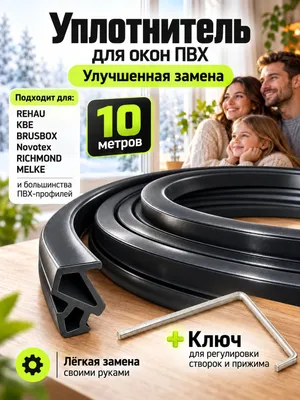 Уплотнитель
для окон ПВХ
Улучшенная замена
Подходит для:
REHAU
KBE
BRUSBOX
Novotex
RICHMOND
MELKE
и большинства
ПВХ-профилей
10
метров
+ Ключ
для регулировки
створок и прижима
Лёгкая замена
своими руками